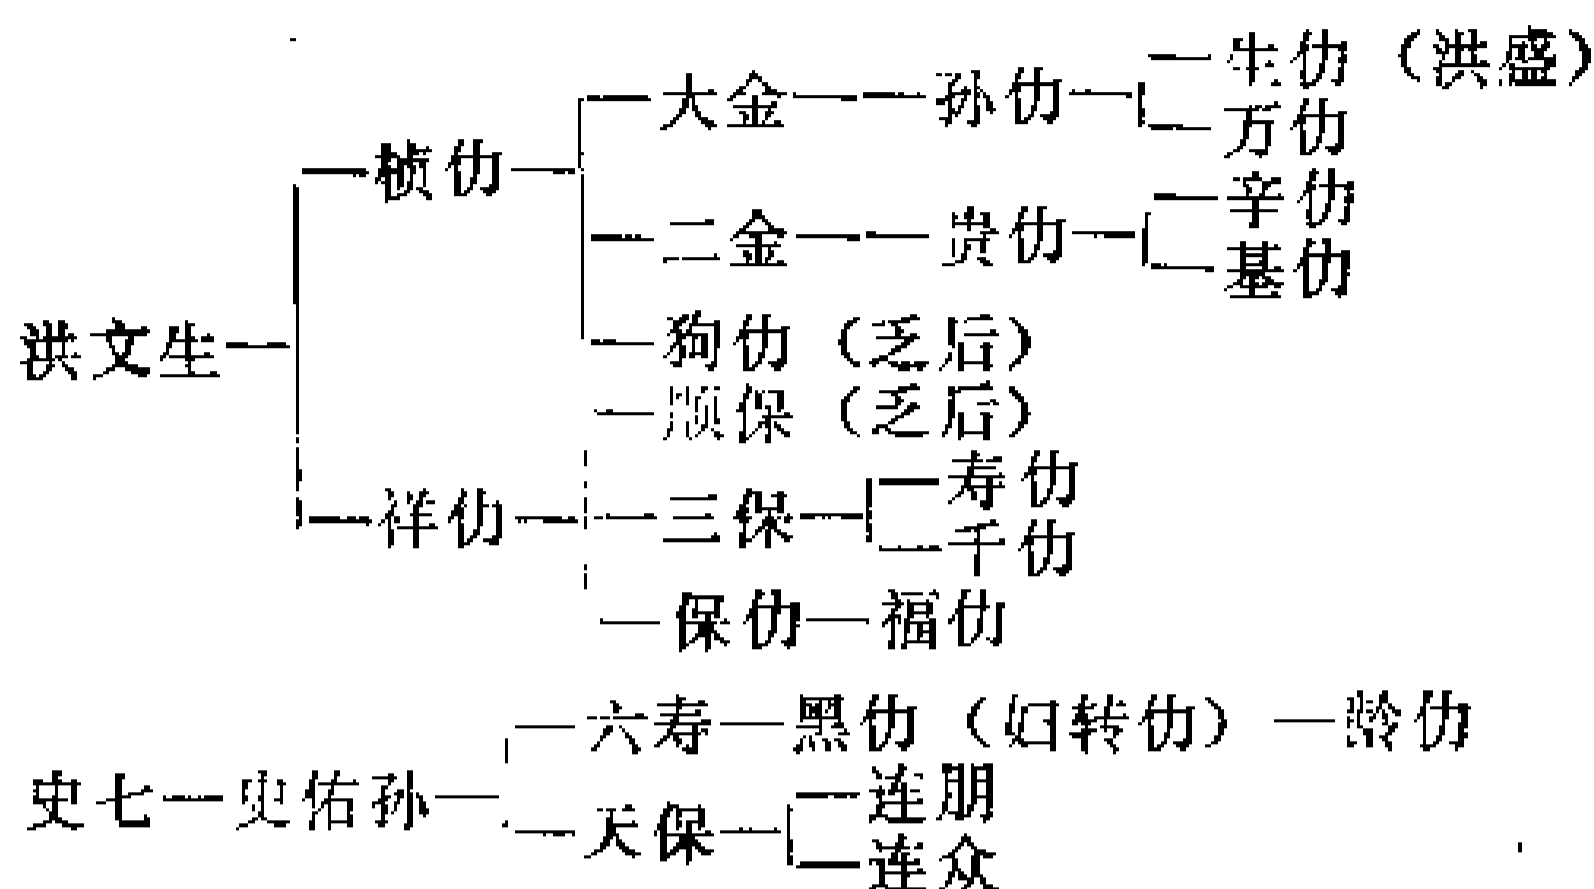 生仂（洪盛）
大金——孙仂
万仂
桢仂
辛仂
二金——贵仂
基仂
洪文生
狗仂（乏后）
顺保（乏后）
寿仂
祥仂
三保
千仂
保仂—福仂
六寿—黑仂（妇转仂）—龄仂
史七—史佑孙
连朋
天保
连众